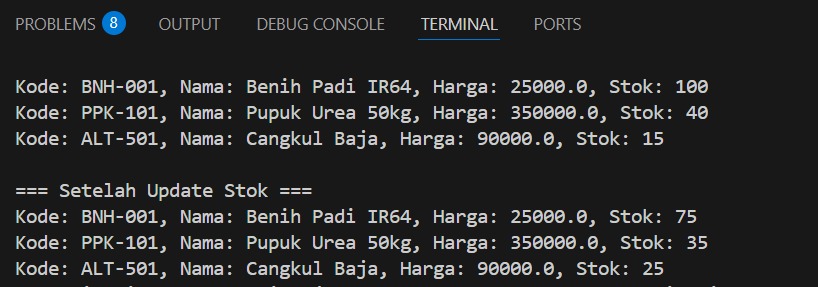 PROBLEMS 8 OUTPUT DEBUG CONSOLE TERMINAL PORTS
Kode: BNH-001, Nama: Benih Padi IR64, Harga: 25000.0, Stok: 100
Kode: PPK-101, Nama: Pupuk Urea 50kg, Harga: 350000.0, Stok: 40
Kode: ALT-501, Nama: Cangkul Baja, Harga: 90000.0, Stok: 15
=== Setelah Update Stok ===
Kode: BNH-001, Nama: Benih Padi IR64, Harga: 25000.0, Stok: 75
Kode: PPK-101, Nama: Pupuk Urea 50kg, Harga: 350000.0, Stok: 35
Kode: ALT-501, Nama: Cangkul Baja, Harga: 90000.0, Stok: 25